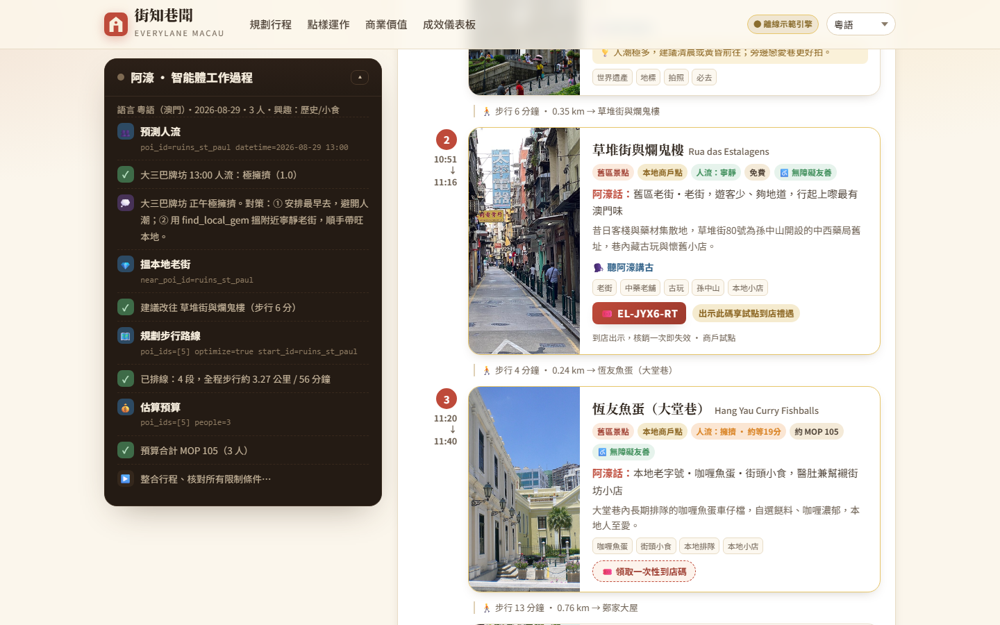 街知巷聞
EVERYLANE MACAU
規劃行程
點樣運作
商業價值
成效儀表板
離線示範引擎
粵語
阿濠・智能體工作過程
語言 粵語（澳門）・2026-08-29・3 人・興趣：歷史/小食
預測人流
poi_id=ruins_st_paul datetime=2026-08-29 13:00
大三巴牌坊 13:00 人流：極擁擠（1.0）
大三巴牌坊 正午極擁擠。對策：① 安排最早去，避開人
潮；② 用 find_local_gem 搵附近寧靜老街，順手帶旺
本地。
搵本地老街
near_poi_id=ruins_st_paul
建議改往 草堆街與爛鬼樓（步行 6 分）
規劃步行路線
poi_ids=[5] optimize=true start_id=ruins_st_paul
已排線：4 段，全程步行約 3.27 公里 / 56 分鐘
估算預算
poi_ids=[5] people=3
預算合計 MOP 105（3 人）
整合行程、核對所有限制條件…
人潮極多，建議清晨或黃昏前往；旁邊戀愛巷更好拍。
世界遺產
地標
拍照
必去
步行 6 分鐘 ・ 0.35 km → 草堆街與爛鬼樓
2
10:51
↓
11:16
草堆街與爛鬼樓 Rua das Estalagens
舊區景點
本地商戶點
人流：寧靜
免費
無障礙友善
阿濠話：舊區老街・老街，遊客少、夠地道，行起上嚟最有
澳門味
昔日客棧與藥材集散地，草堆街80號為孫中山開設的中西藥局舊
址，巷內藏古玩與懷舊小店。
聽阿濠講古
老街
中藥老舖
古玩
孫中山
本地小店
EL-JYX6-RT
出示此碼享試點到店禮遇
到店出示，核銷一次即失效 ・ 商戶試點
步行 4 分鐘 ・ 0.24 km → 恆友魚蛋（大堂巷）
3
11:20
↓
11:40
恆友魚蛋（大堂巷） Hang Yau Curry Fishballs
舊區景點
本地商戶點
人流：擁擠 ・ 約等19分
約 MOP 105
無障礙友善
阿濠話：本地老字號・咖喱魚蛋・街頭小食，醫肚兼幫襯街
坊小店
大堂巷內長期排隊的咖喱魚蛋車仔檔，自選餸料、咖喱濃郁，本
地人至愛。
咖喱魚蛋
街頭小食
本地排隊
本地小店
領取一次性到店碼
步行 13 分鐘 ・ 0.76 km → 鄭家大屋